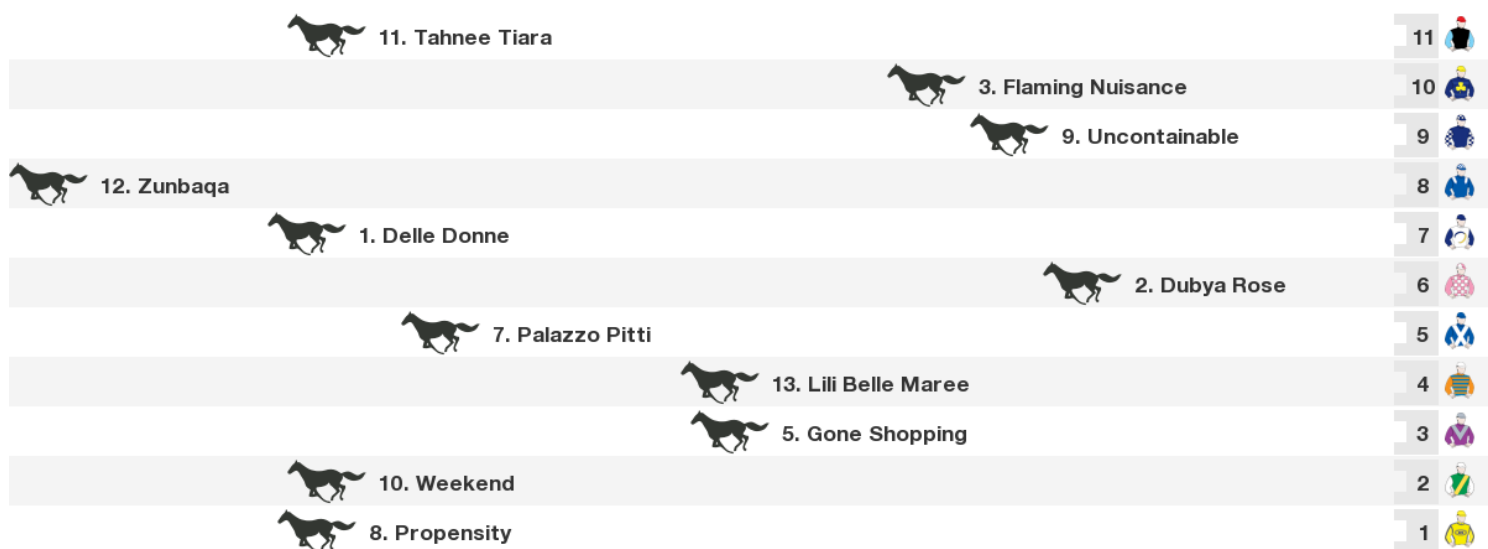 11. Tahnee Tiara 11
3. Flaming Nuisance 10
9. Uncontainable 9
12. Zunbaqa 8
1. Delle Donne 7
2. Dubya Rose 6
7. Palazzo Pitti 5
13. Lili Belle Maree 4
5. Gone Shopping 3
10. Weekend 2
8. Propensity 1